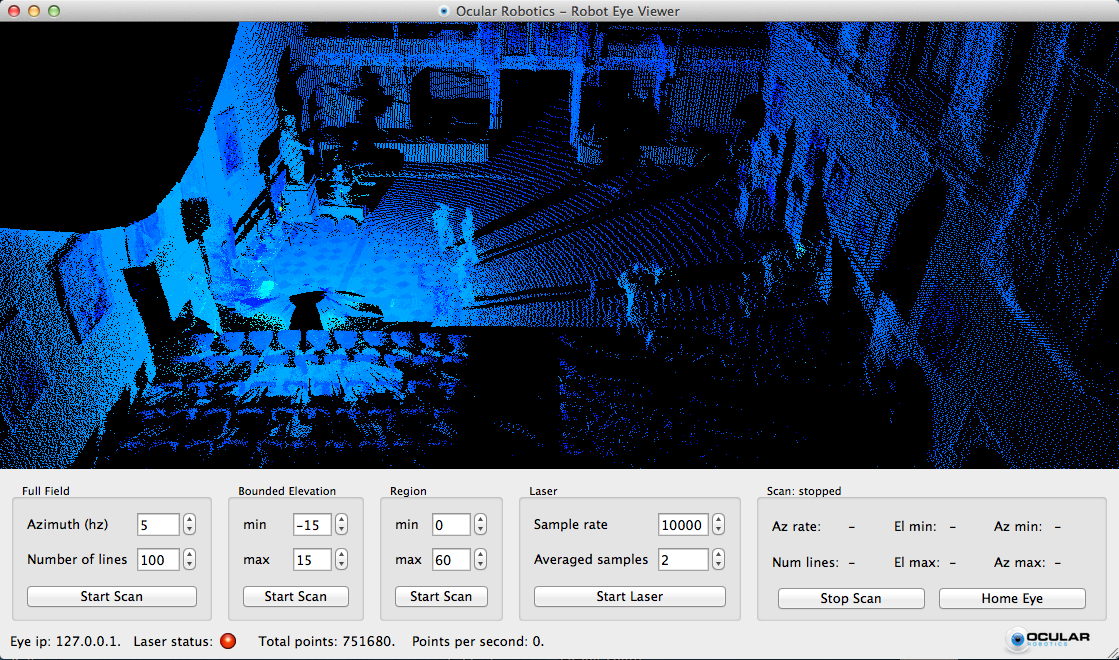 Ocular Robotics – Robot Eye Viewer
Full Field
Bounded Elevation
Region
Laser
Scan: stopped
Azimuth (hz) 5
min -15
min 0
Sample rate 10000
Az rate: – El min: – Az min: –
Number of lines 100
max 15
max 60
Averaged samples 2
Num lines: – El max: – Az max: –
Start Scan
Start Scan
Start Scan
Start Laser
Stop Scan
Home Eye
Eye ip: 127.0.0.1. Laser status: Total points: 751680. Points per second: 0.
OCULAR
ROBOTICS